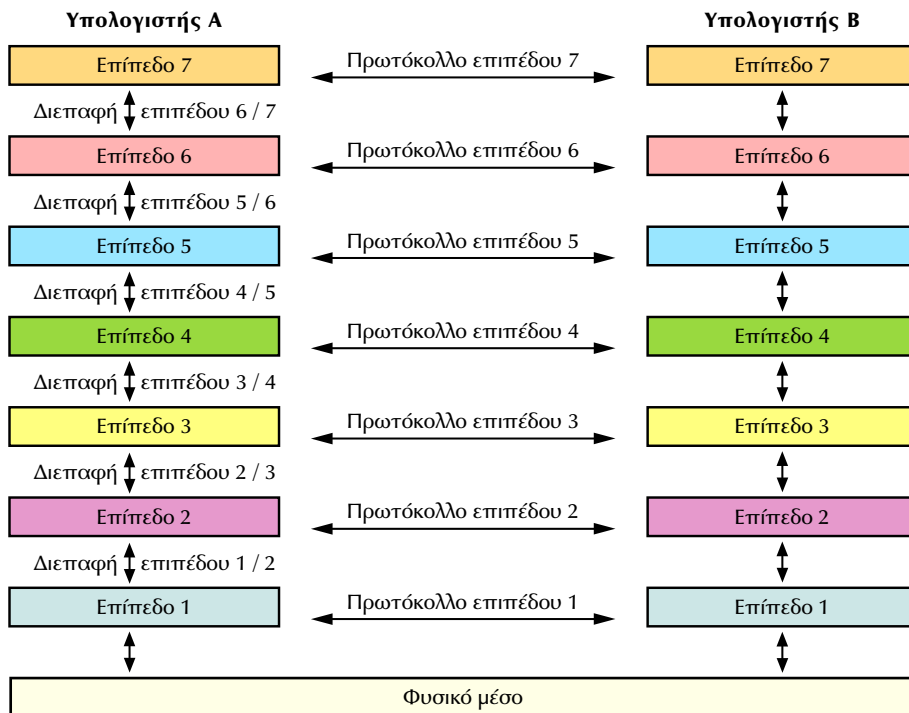 Υπολογιστής Α Υπολογιστής Β
Επίπεδο 7 Πρωτόκολλο επιπέδου 7 Επίπεδο 7
Διεπαφή επιπέδου 6 / 7
Επίπεδο 6 Πρωτόκολλο επιπέδου 6 Επίπεδο 6
Διεπαφή επιπέδου 5 / 6
Επίπεδο 5 Πρωτόκολλο επιπέδου 5 Επίπεδο 5
Διεπαφή επιπέδου 4 / 5
Επίπεδο 4 Πρωτόκολλο επιπέδου 4 Επίπεδο 4
Διεπαφή επιπέδου 3 / 4
Επίπεδο 3 Πρωτόκολλο επιπέδου 3 Επίπεδο 3
Διεπαφή επιπέδου 2 / 3
Επίπεδο 2 Πρωτόκολλο επιπέδου 2 Επίπεδο 2
Διεπαφή επιπέδου 1 / 2
Επίπεδο 1 Πρωτόκολλο επιπέδου 1 Επίπεδο 1
Φυσικό μέσο